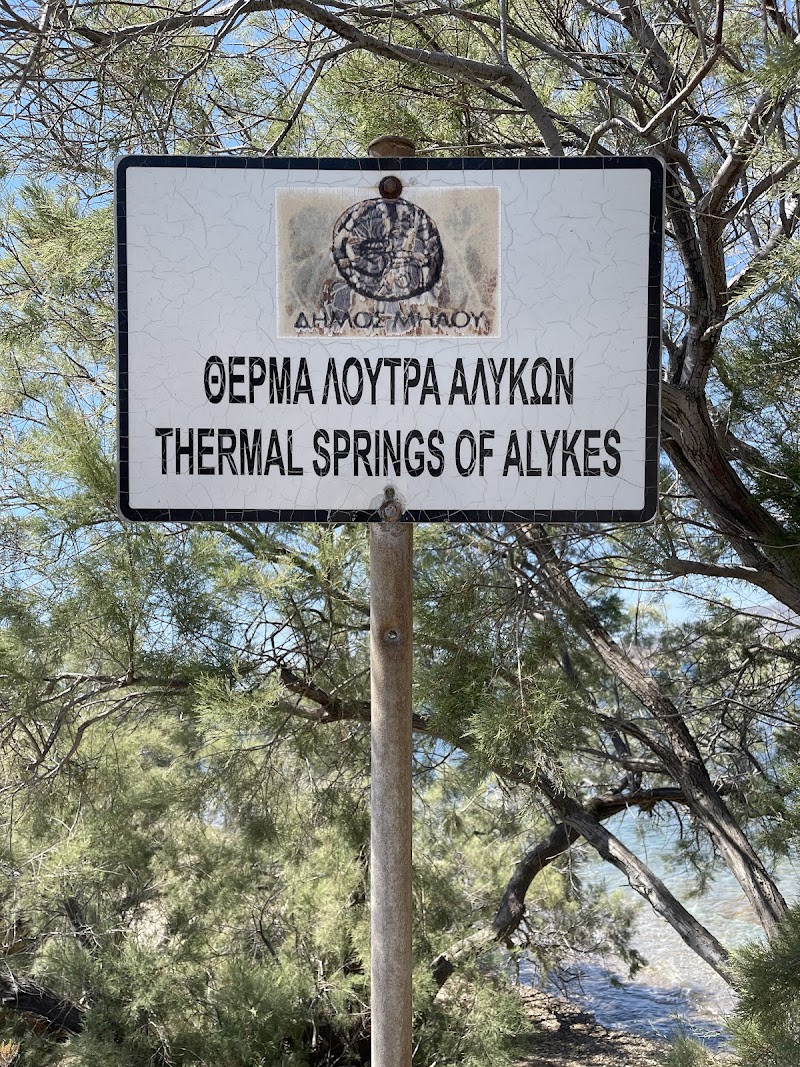 ΔΗΜΟΣ ΜΗΛΟΥ
ΘΕΡΜΑ ΛΟΥΤΡΑ ΑΛΥΚΩΝ
THERMAL SPRINGS OF ALYKES